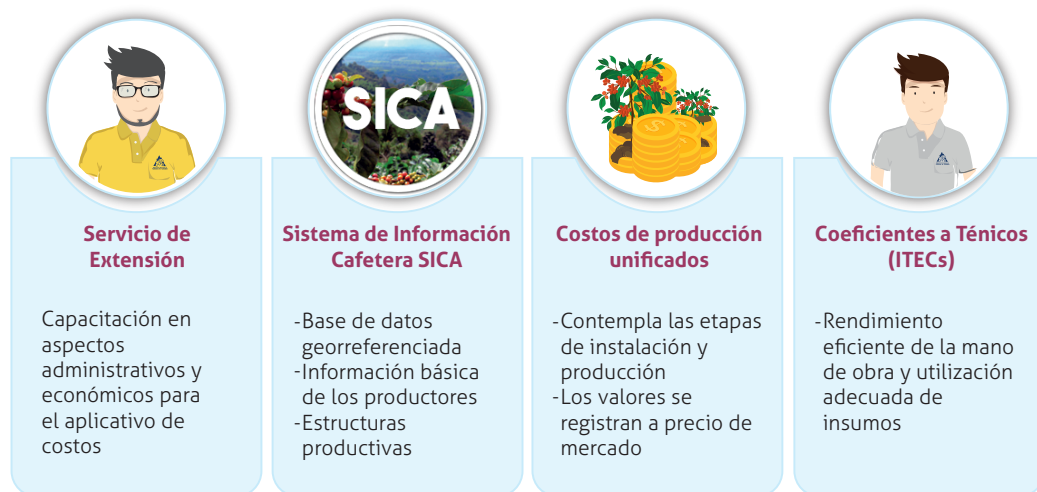 SICA
Servicio de
Extensión
Capacitación en
aspectos
administrativos y
económicos para
el aplicativo de
costos
Sistema de Información
Cafetera SICA
-Base de datos
georreferenciada
-Información básica
de los productores
-Estructuras
productivas
Costos de producción
unificados
-Contempla las etapas
de instalación y
producción
-Los valores se
registran a precio de
mercado
Coeficientes a Ténicos
(ITECs)
-Rendimiento
eficiente de la mano
de obra y utilización
adecuada de
insumos